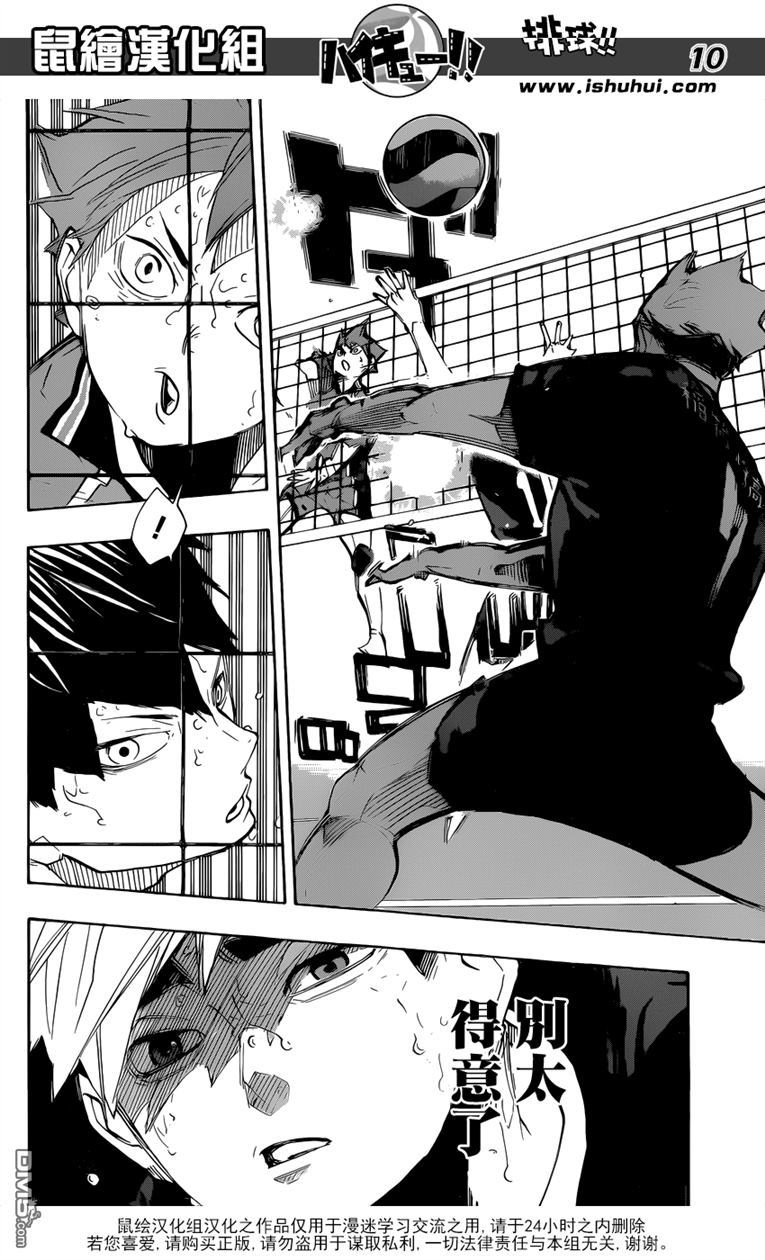 鼠繪漢化組
ハイキュー!!
排球!!
10
www.ishuhui.com
!
別太
得意了
DM5.com
鼠绘汉化组汉化之作品仅用于漫迷学习交流之用,请于24小时之内删除
若您喜爱,请购买正版,请勿盗用于谋取私利,一切法律责任与本组无关,谢谢。